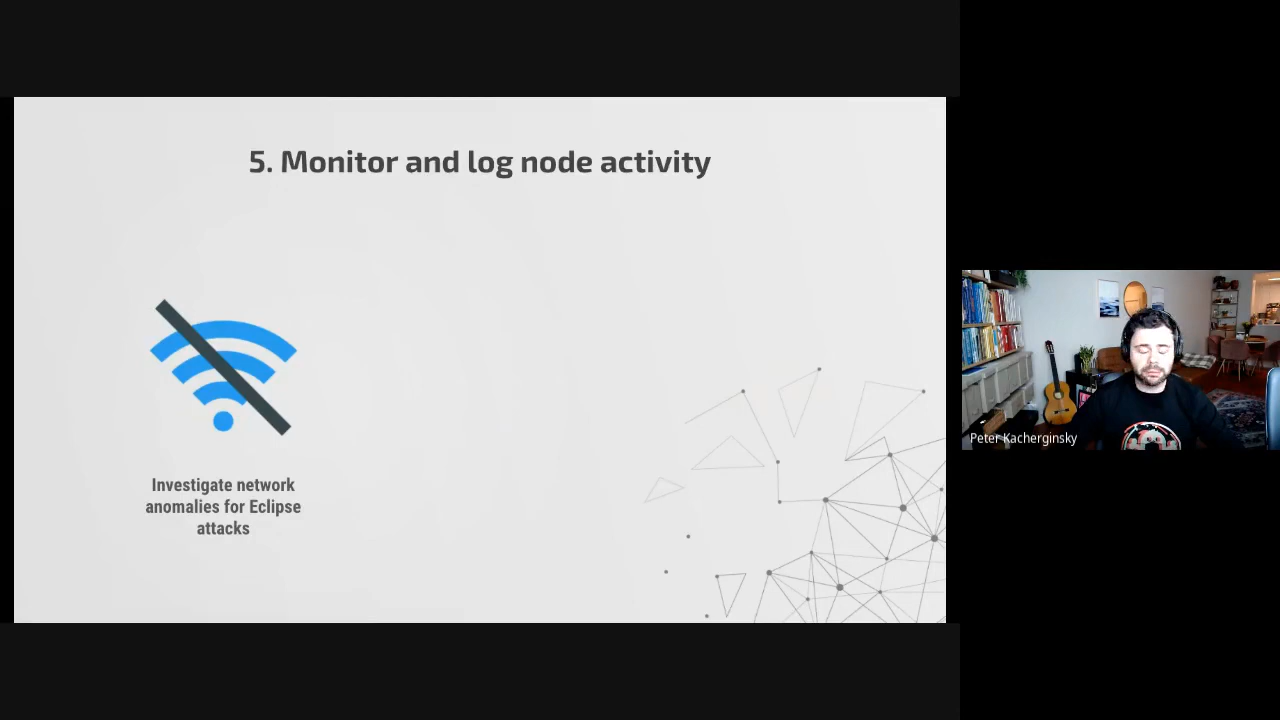 5. Monitor and log node activity
Investigate network
anomalies for Eclipse
attacks
Peter Kacherginsky